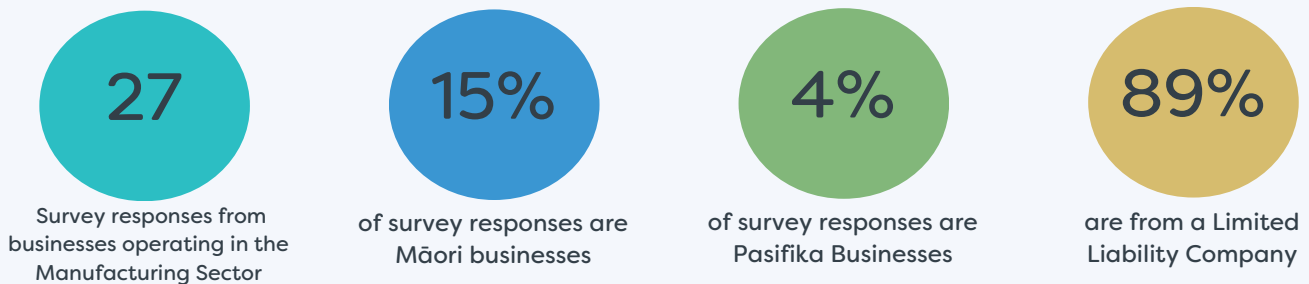 27
Survey responses from
businesses operating in the
Manufacturing Sector
15%
of survey responses are
Māori businesses
4%
of survey responses are
Pasifika Businesses
89%
are from a Limited
Liability Company